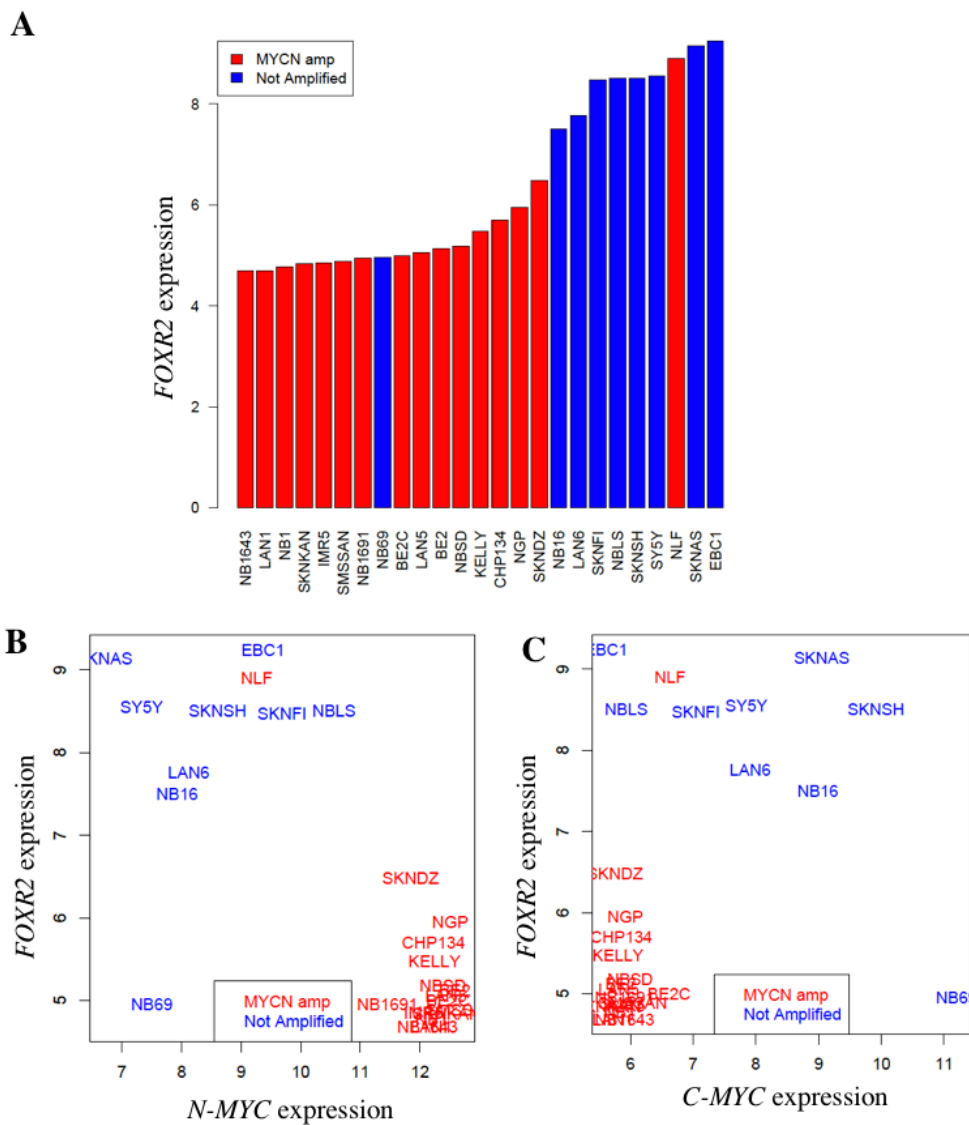 A
MYCN amp
Not Amplified
FOXR2 expression
8
6
4
2
0
NB1643
LAN1
NB1
SKNKAN
IMR5
SMSSAN
NB1691
NB69
BE2C
LAN5
BE2
NBSD
KELLY
CHP134
NGP
SKNDZ
NB16
LAN6
SKNFI
NBLS
SKNSH
SY5Y
NLF
SKNAS
EBC1
B
FOXR2 expression
9
8
7
6
5
KNAS
EBC1
NLF
SY5Y
SKNSH
SKNFI
NBLS
LAN6
NB16
SKNDZ
NGP
CHP134
KELLY
NBSD
BE2
NB1691
NB69
MYCN amp
Not Amplified
7 8 9 10 11 12
N-MYC expression
C
FOXR2 expression
9
8
7
6
5
EBC1
SKNAS
NLF
NBLS
SKNFI
SY5Y
SKNSH
LAN6
NB16
SKNDZ
NGP
CHP134
KELLY
NBSD
BE2C
NB69
MYCN amp
Not Amplified
6 7 8 9 10 11
C-MYC expression